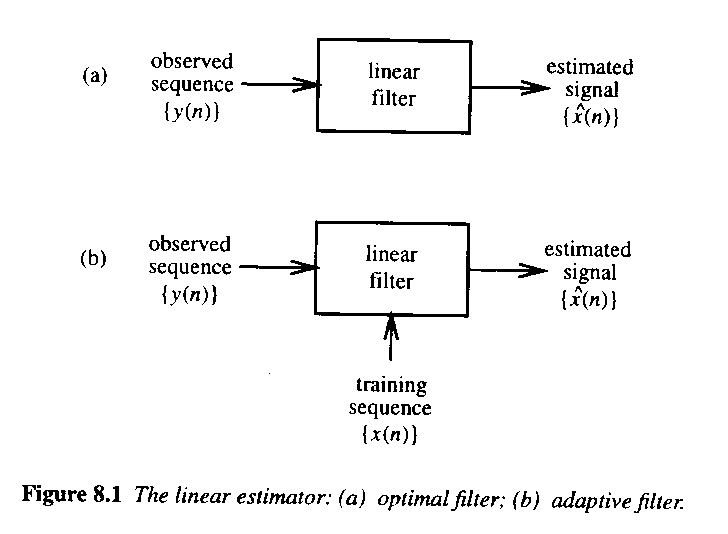 (a)
observed
sequence
{y(n)}
linear
filter
estimated
signal
{x̂(n)}
(b)
observed
sequence
{y(n)}
linear
filter
estimated
signal
{x̂(n)}
training
sequence
{x(n)}
Figure 8.1 The linear estimator: (a) optimal filter; (b) adaptive filter.